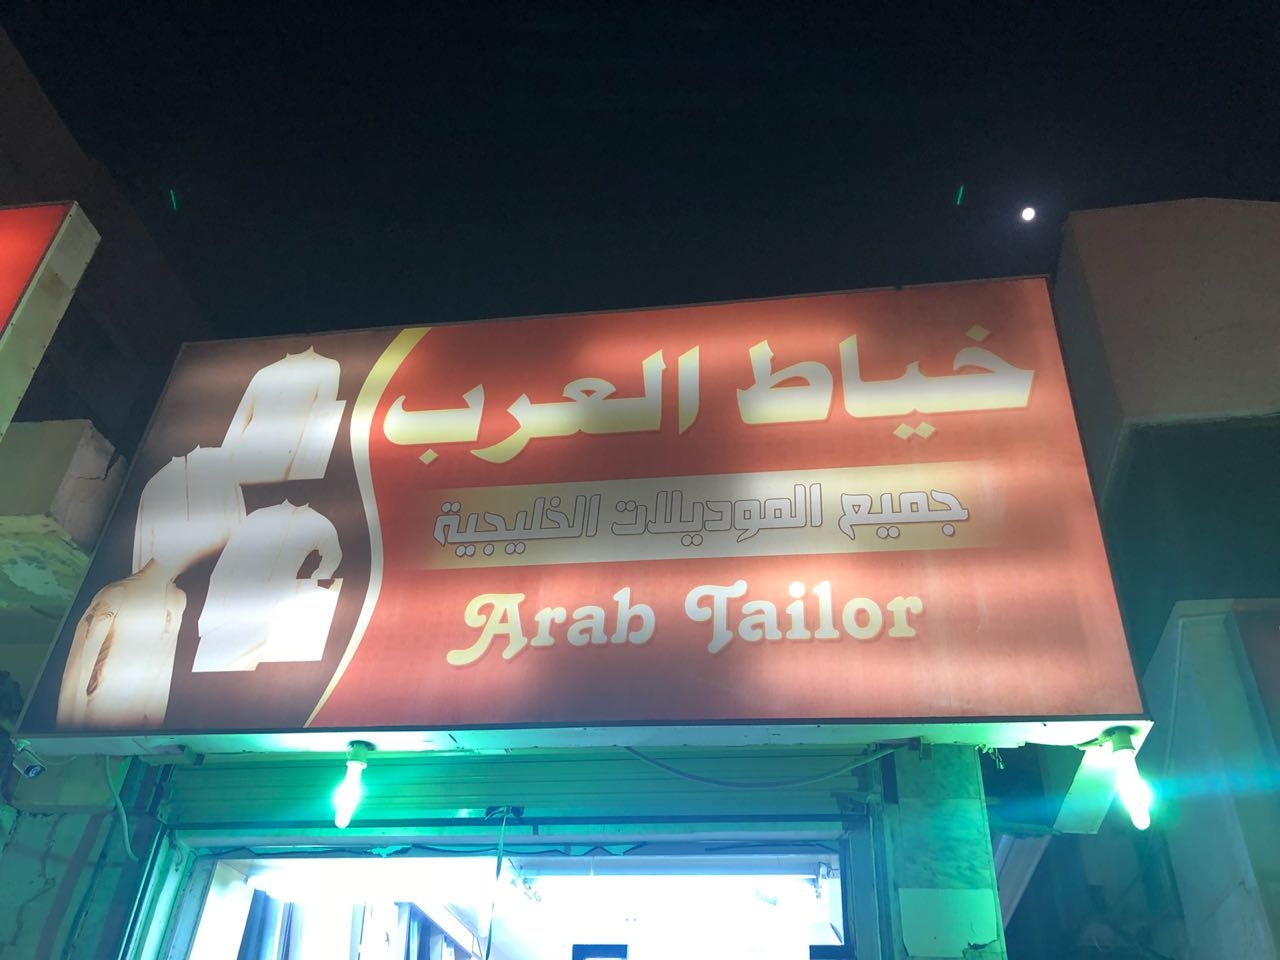 خياط العرب
جميع الموديلات الخليجية
Arab Tailor